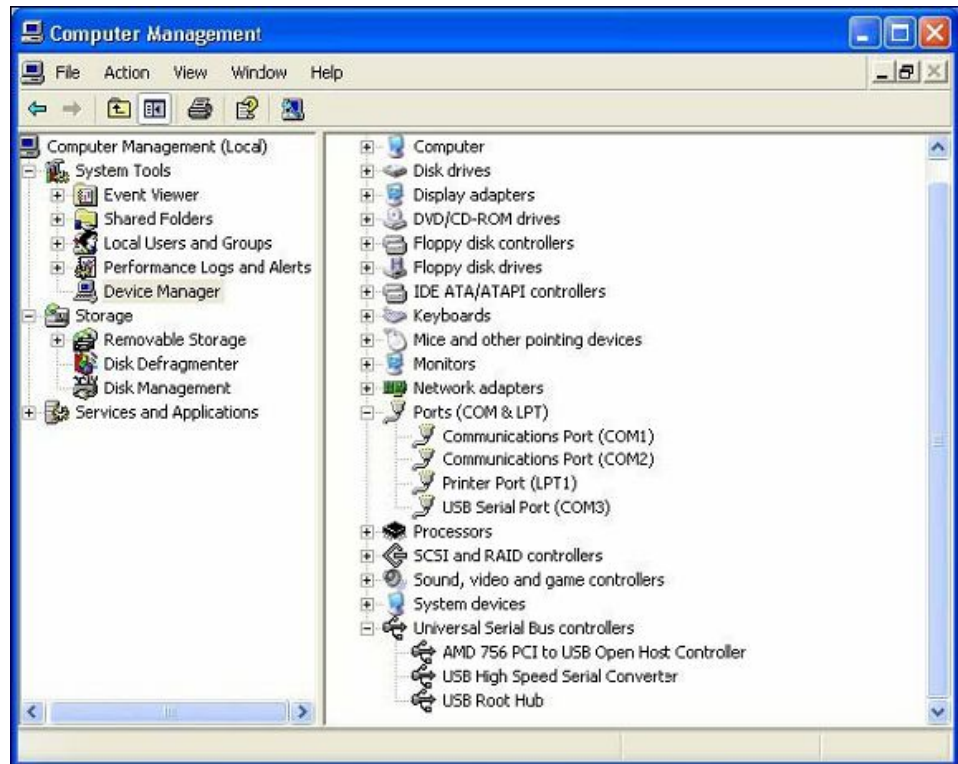 Computer Management
File Action View Window Help
Computer Management (Local)
System Tools
Event Viewer
Shared Folders
Local Users and Groups
Performance Logs and Alerts
Device Manager
Storage
Removable Storage
Disk Defragmenter
Disk Management
Services and Applications
Computer
Disk drives
Display adapters
DVD/CD-ROM drives
Floppy disk controllers
Floppy disk drives
IDE ATA/ATAPI controllers
Keyboards
Mice and other pointing devices
Monitors
Network adapters
Ports (COM & LPT)
Communications Port (COM1)
Communications Port (COM2)
Printer Port (LPT1)
USB Serial Port (COM3)
Processors
SCSI and RAID controllers
Sound, video and game controllers
System devices
Universal Serial Bus controllers
AMD 756 PCI to USB Open Host Controller
USB High Speed Serial Converter
USB Root Hub